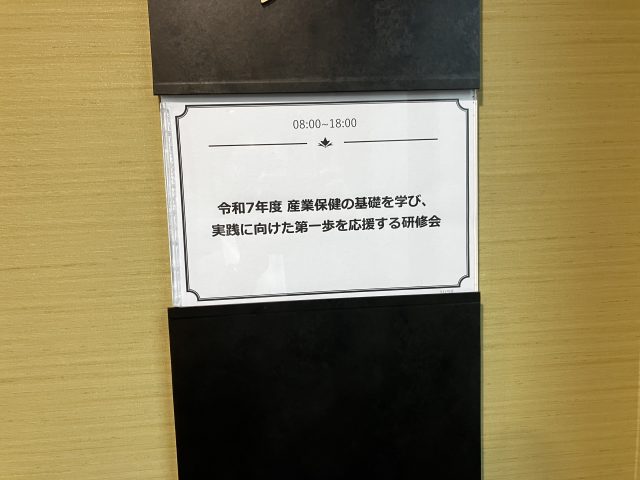 08:00~18:00
令和7年度 産業保健の基礎を学び、
実践に向けた第一歩を応援する研修会